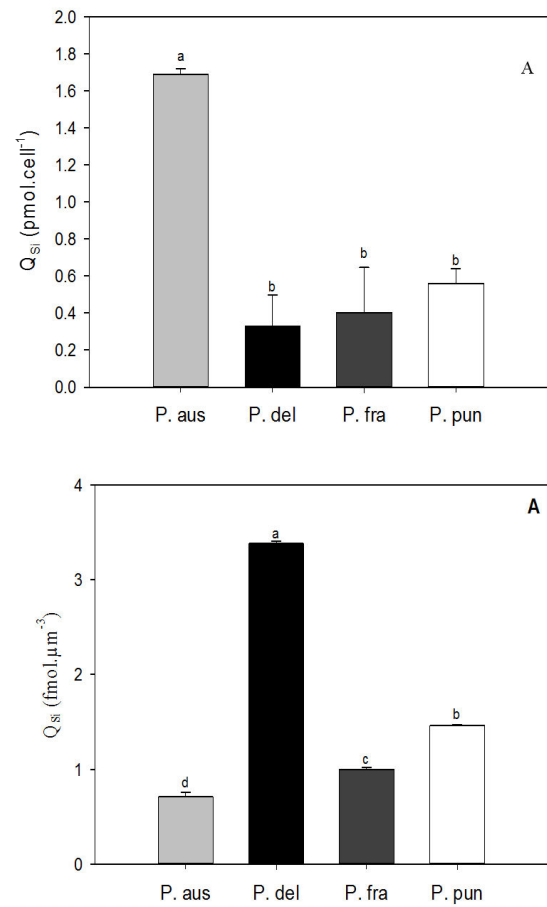 2.0
1.8
1.6
1.4
1.2
1.0
0.8
0.6
0.4
0.2
0.0
Q_Si (pmol.cell⁻¹)
A
a
b
b
b
P. aus
P. del
P. fra
P. pun
4
3
2
1
0
Q_Si (fmol.µm⁻³)
A
d
a
c
b
P. aus
P. del
P. fra
P. pun